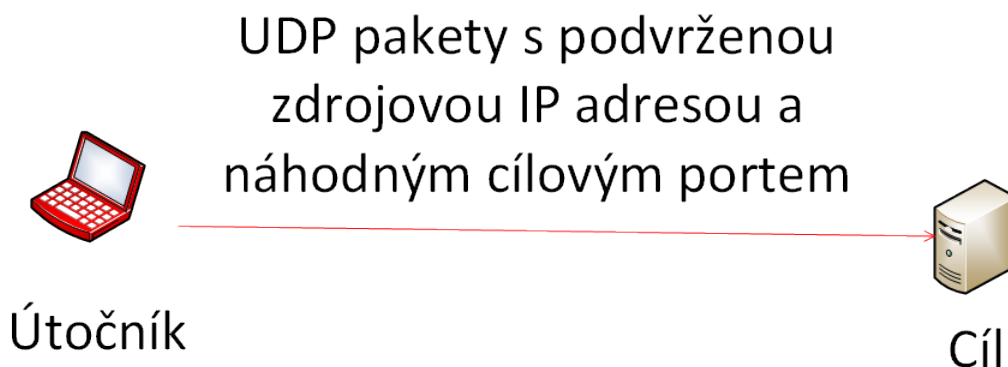 UDP pakety s podvrženou
zdrojovou IP adresou a
náhodným cílovým portem
Útočník
Cíl